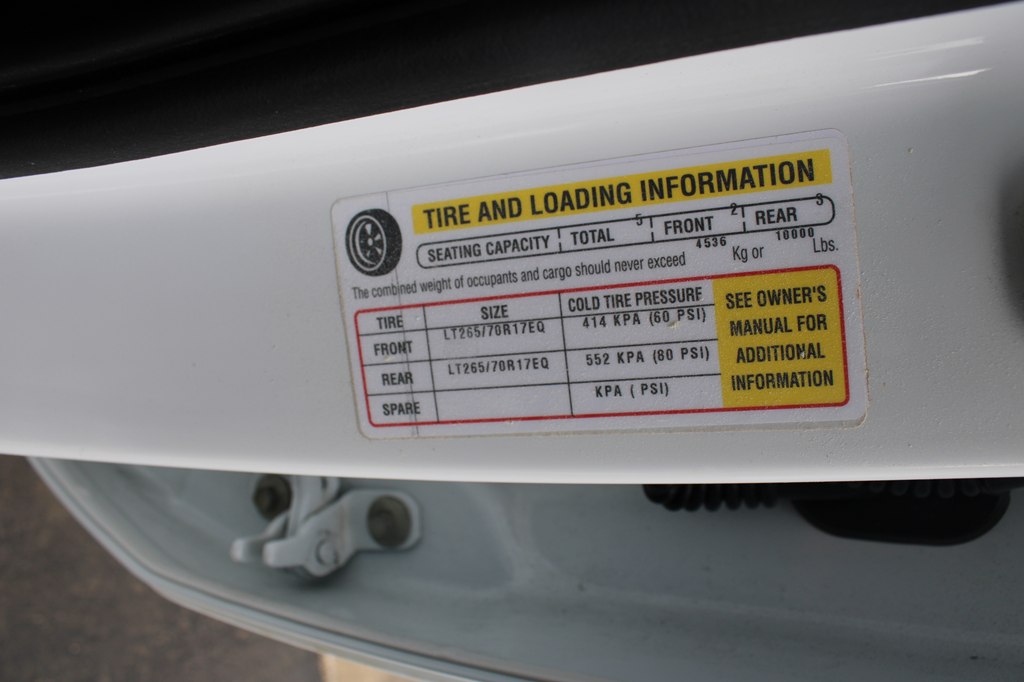 TIRE AND LOADING INFORMATION
SEATING CAPACITY TOTAL 5 FRONT 2 REAR 3
The combined weight of occupants and cargo should never exceed 4536 Kg or 10000 Lbs.
TIRE SIZE COLD TIRE PRESSURE
FRONT LT265/70R17EQ 414 KPA (60 PSI)
REAR LT265/70R17EQ 552 KPA (80 PSI)
SPARE KPA ( PSI)
SEE OWNER'S
MANUAL FOR
ADDITIONAL
INFORMATION